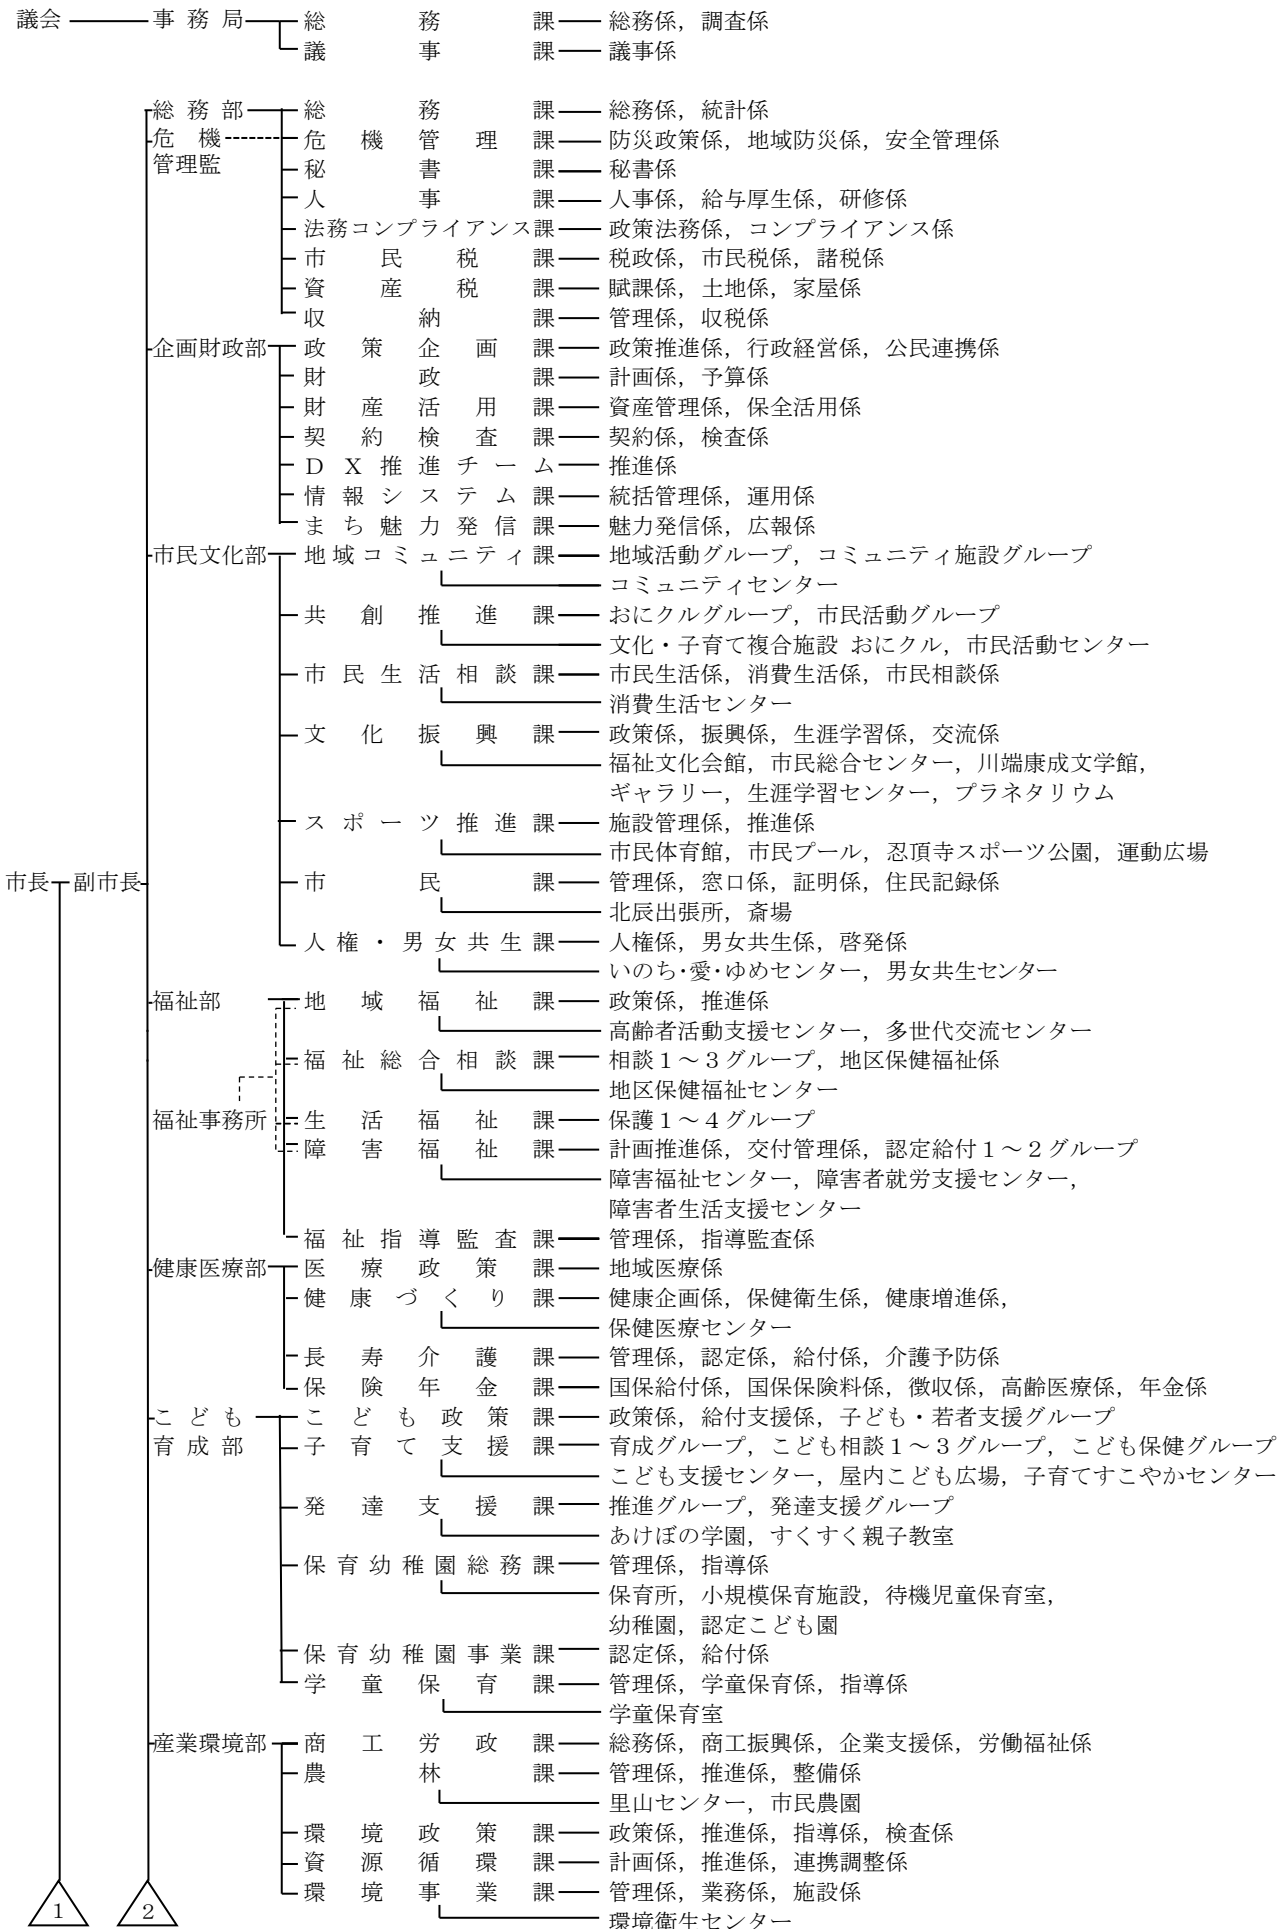 議会 事務局 総務課 総務係，調査係
議事課 議事係
総務部 総務課 総務係，統計係
危機 危機管理課 防災政策係，地域防災係，安全管理係
管理監 秘書課 秘書係
人事課 人事係，給与厚生係，研修係
法務コンプライアンス課 政策法務係，コンプライアンス係
市民税課 税政係，市民税係，諸税係
資産税課 賦課係，土地係，家屋係
収納課 管理係，収税係
企画財政部 政策企画課 政策推進係，行政経営係，公民連携係
財政課 計画係，予算係
財産活用課 資産管理係，保全活用係
契約検査課 契約係，検査係
ＤＸ推進チーム 推進係
情報システム課 統括管理係，運用係
まち魅力発信課 魅力発信係，広報係
市民文化部 地域コミュニティ課 地域活動グループ，コミュニティ施設グループ
コミュニティセンター
共創推進課 おにクルグループ，市民活動グループ
文化・子育て複合施設 おにクル，市民活動センター
市民生活相談課 市民生活係，消費生活係，市民相談係
消費生活センター
文化振興課 政策係，振興係，生涯学習係，交流係
福祉文化会館，市民総合センター，川端康成文学館，
ギャラリー，生涯学習センター，プラネタリウム
スポーツ推進課 施設管理係，推進係
市民体育館，市民プール，忍頂寺スポーツ公園，運動広場
市長 副市長 市民課 管理係，窓口係，証明係，住民記録係
北辰出張所，斎場
人権・男女共生課 人権係，男女共生係，啓発係
いのち・愛・ゆめセンター，男女共生センター
福祉部 地域福祉課 政策係，推進係
高齢者活動支援センター，多世代交流センター
福祉総合相談課 相談１～３グループ，地区保健福祉係
地区保健福祉センター
福祉事務所 生活福祉課 保護１～４グループ
障害福祉課 計画推進係，交付管理係，認定給付１～２グループ
障害福祉センター，障害者就労支援センター，
障害者生活支援センター
福祉指導監査課 管理係，指導監査係
健康医療部 医療政策課 地域医療係
健康づくり課 健康企画係，保健衛生係，健康増進係，
保健医療センター
長寿介護課 管理係，認定係，給付係，介護予防係
保険年金課 国保給付係，国保保険料係，徴収係，高齢医療係，年金係
こども こども政策課 政策係，給付支援係，子ども・若者支援グループ
育成部 子育て支援課 育成グループ，こども相談１～３グループ，こども保健グループ
こども支援センター，屋内こども広場，子育てすこやかセンター
発達支援課 推進グループ，発達支援グループ
あけぼの学園，すくすく親子教室
保育幼稚園総務課 管理係，指導係
保育所，小規模保育施設，待機児童保育室，
幼稚園，認定こども園
保育幼稚園事業課 認定係，給付係
学童保育課 管理係，学童保育係，指導係
学童保育室
産業環境部 商工労政課 総務係，商工振興係，企業支援係，労働福祉係
農林課 管理係，推進係，整備係
里山センター，市民農園
環境政策課 政策係，推進係，指導係，検査係
資源循環課 計画係，推進係，連携調整係
環境事業課 管理係，業務係，施設係
環境衛生センター
1 2